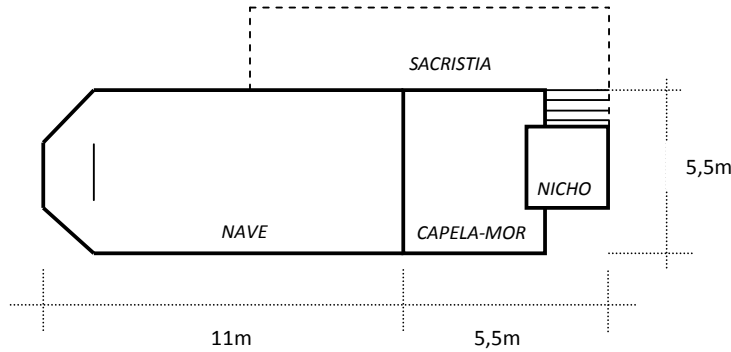 SACRISTIA
5,5m
NICHO
NAVE
CAPELA-MOR
11m
5,5m